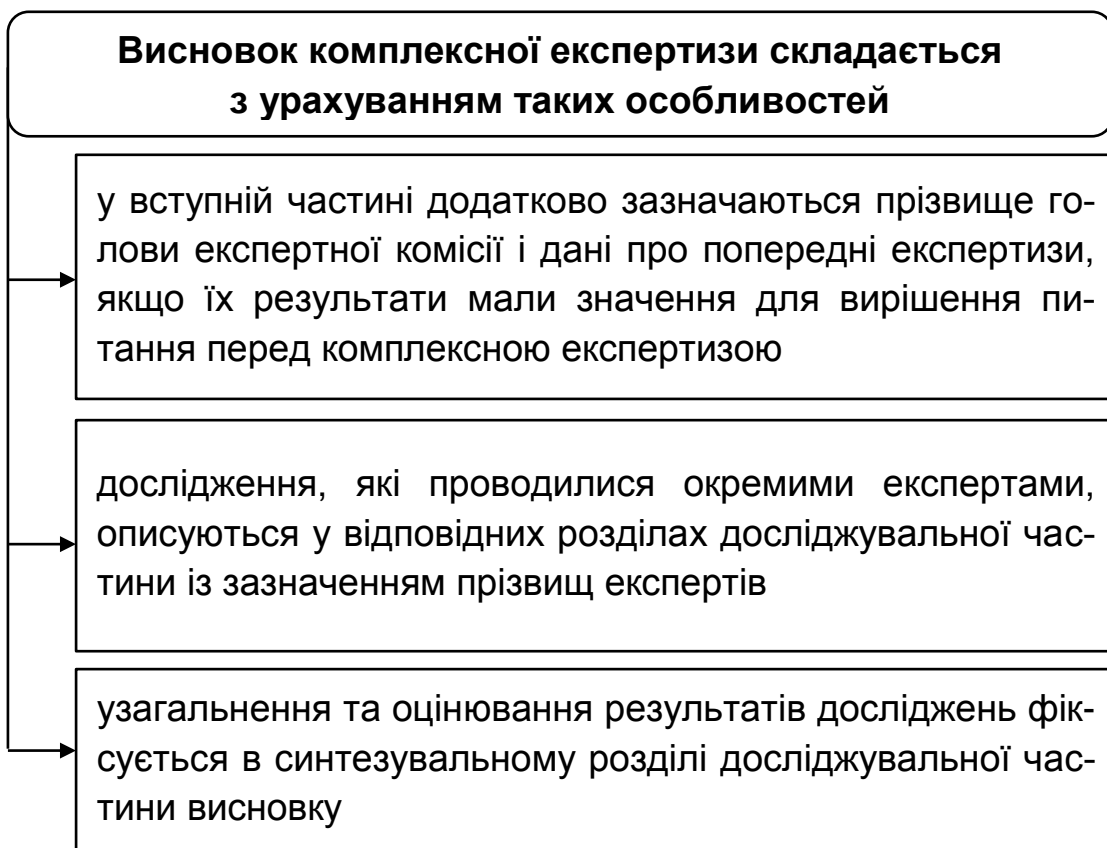 Висновок комплексної експертизи складається
з урахуванням таких особливостей
у вступній частині додатково зазначаються прізвище го-
лови експертної комісії і дані про попередні експертизи,
якщо їх результати мали значення для вирішення пи-
тання перед комплексною експертизою
дослідження, які проводилися окремими експертами,
описуються у відповідних розділах досліджувальної час-
тини із зазначенням прізвищ експертів
узагальнення та оцінювання результатів досліджень фік-
сується в синтезувальному розділі досліджувальної час-
тини висновку